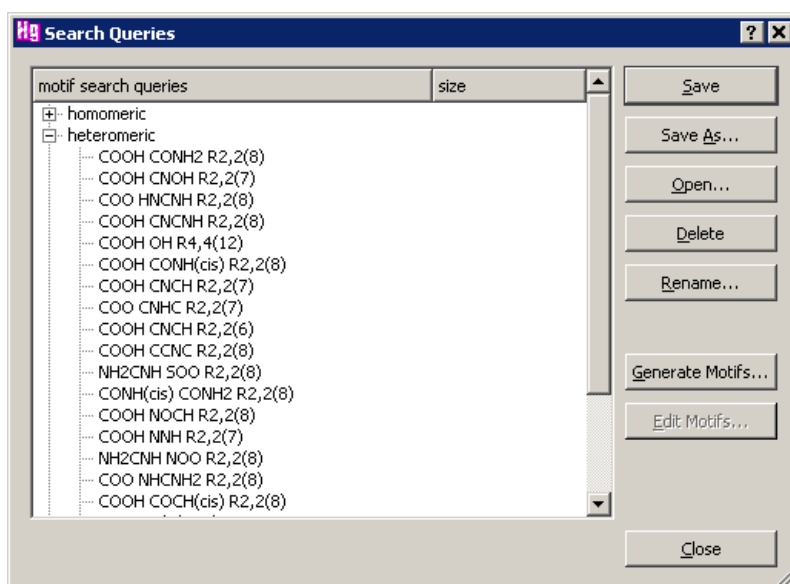 Hg Search Queries
motif search queries size
homomeric
heteromeric
COOH CONH2 R2,2(8)
COOH CNOH R2,2(7)
COO HNCNH R2,2(8)
COOH CNCNH R2,2(8)
COOH OH R4,4(12)
COOH CONH(cis) R2,2(8)
COOH CNCH R2,2(7)
COO CNHC R2,2(7)
COOH CNCH R2,2(6)
COOH CCNC R2,2(8)
NH2CNH SOO R2,2(8)
CONH(cis) CONH2 R2,2(8)
COOH NOCH R2,2(8)
COOH NNH R2,2(7)
NH2CNH NOO R2,2(8)
COO NHCNH2 R2,2(8)
COOH COCH(cis) R2,2(8)
Save
Save As...
Open...
Delete
Rename...
Generate Motifs...
Edit Motifs...
Close